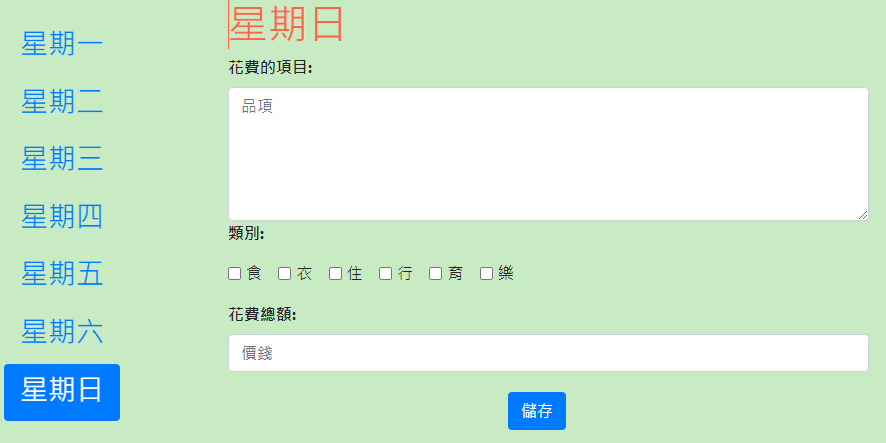 星期一
星期二
星期三
星期四
星期五
星期六
星期日
星期日
花費的項目:
品項
類別:
食 衣 住 行 育 樂
花費總額:
價錢
儲存